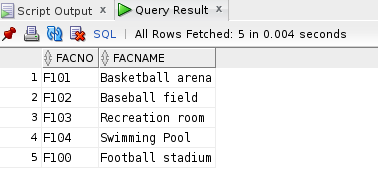 Script Output x Query Result x
SQL | All Rows Fetched: 5 in 0.004 seconds
FACNO FACNAME
1 F101 Basketball arena
2 F102 Baseball field
3 F103 Recreation room
4 F104 Swimming Pool
5 F100 Football stadium